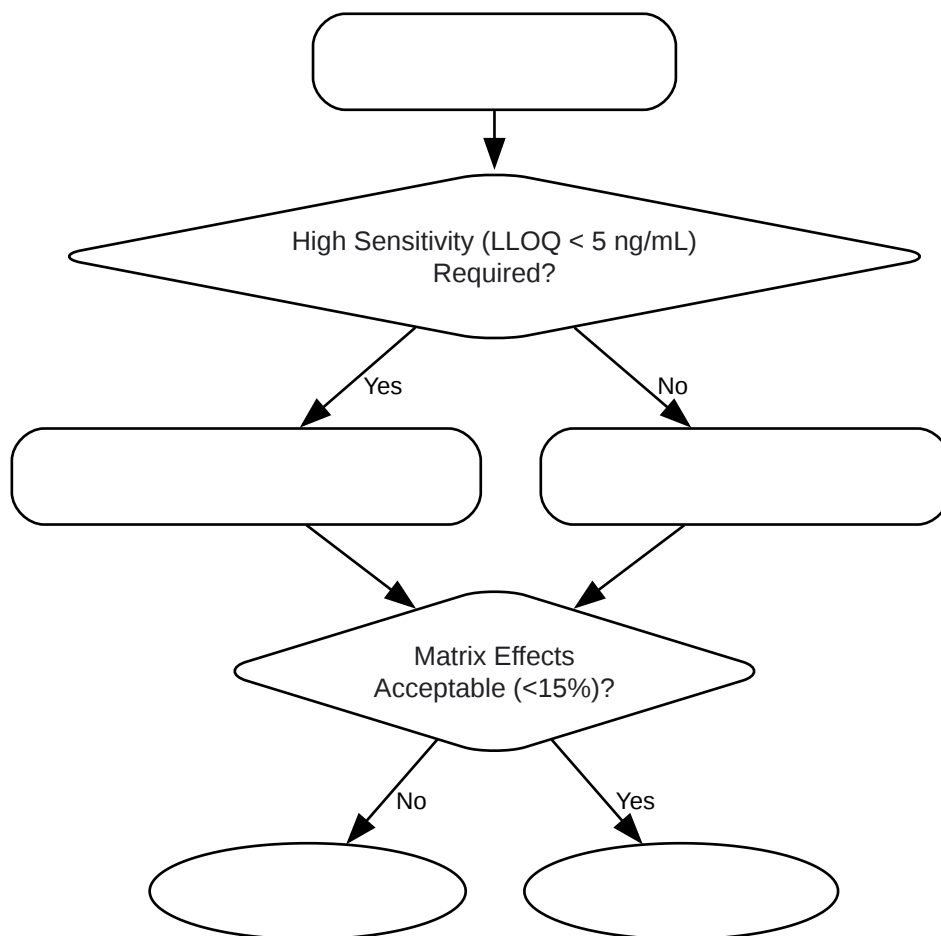 High Sensitivity (LLOQ < 5 ng/mL)
Required?
Yes
No
Matrix Effects
Acceptable (<15%)?
No
Yes